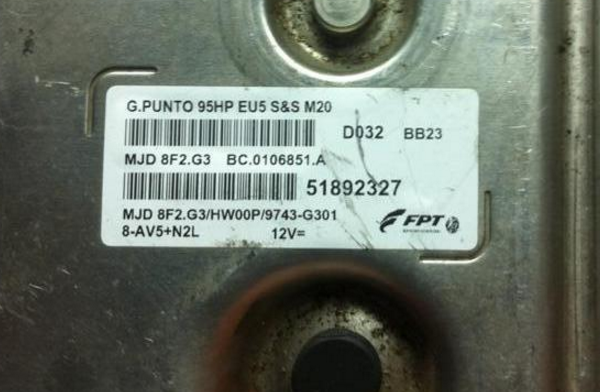 G.PUNTO 95HP EU5 S&S M20
D032 BB23
MJD 8F2.G3 BC.0106851.A
51892327
MJD 8F2.G3/HW00P/9743-G301
FPT
8-AV5+N2L 12V=